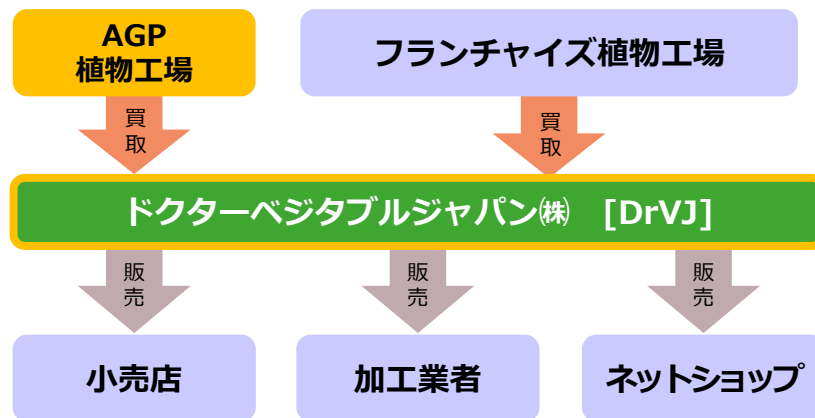 AGP
植物工場
フランチャイズ植物工場
買取
買取
ドクターベジタブルジャパン㈱ [DrVJ]
販売
販売
販売
小売店
加工業者
ネットショップ